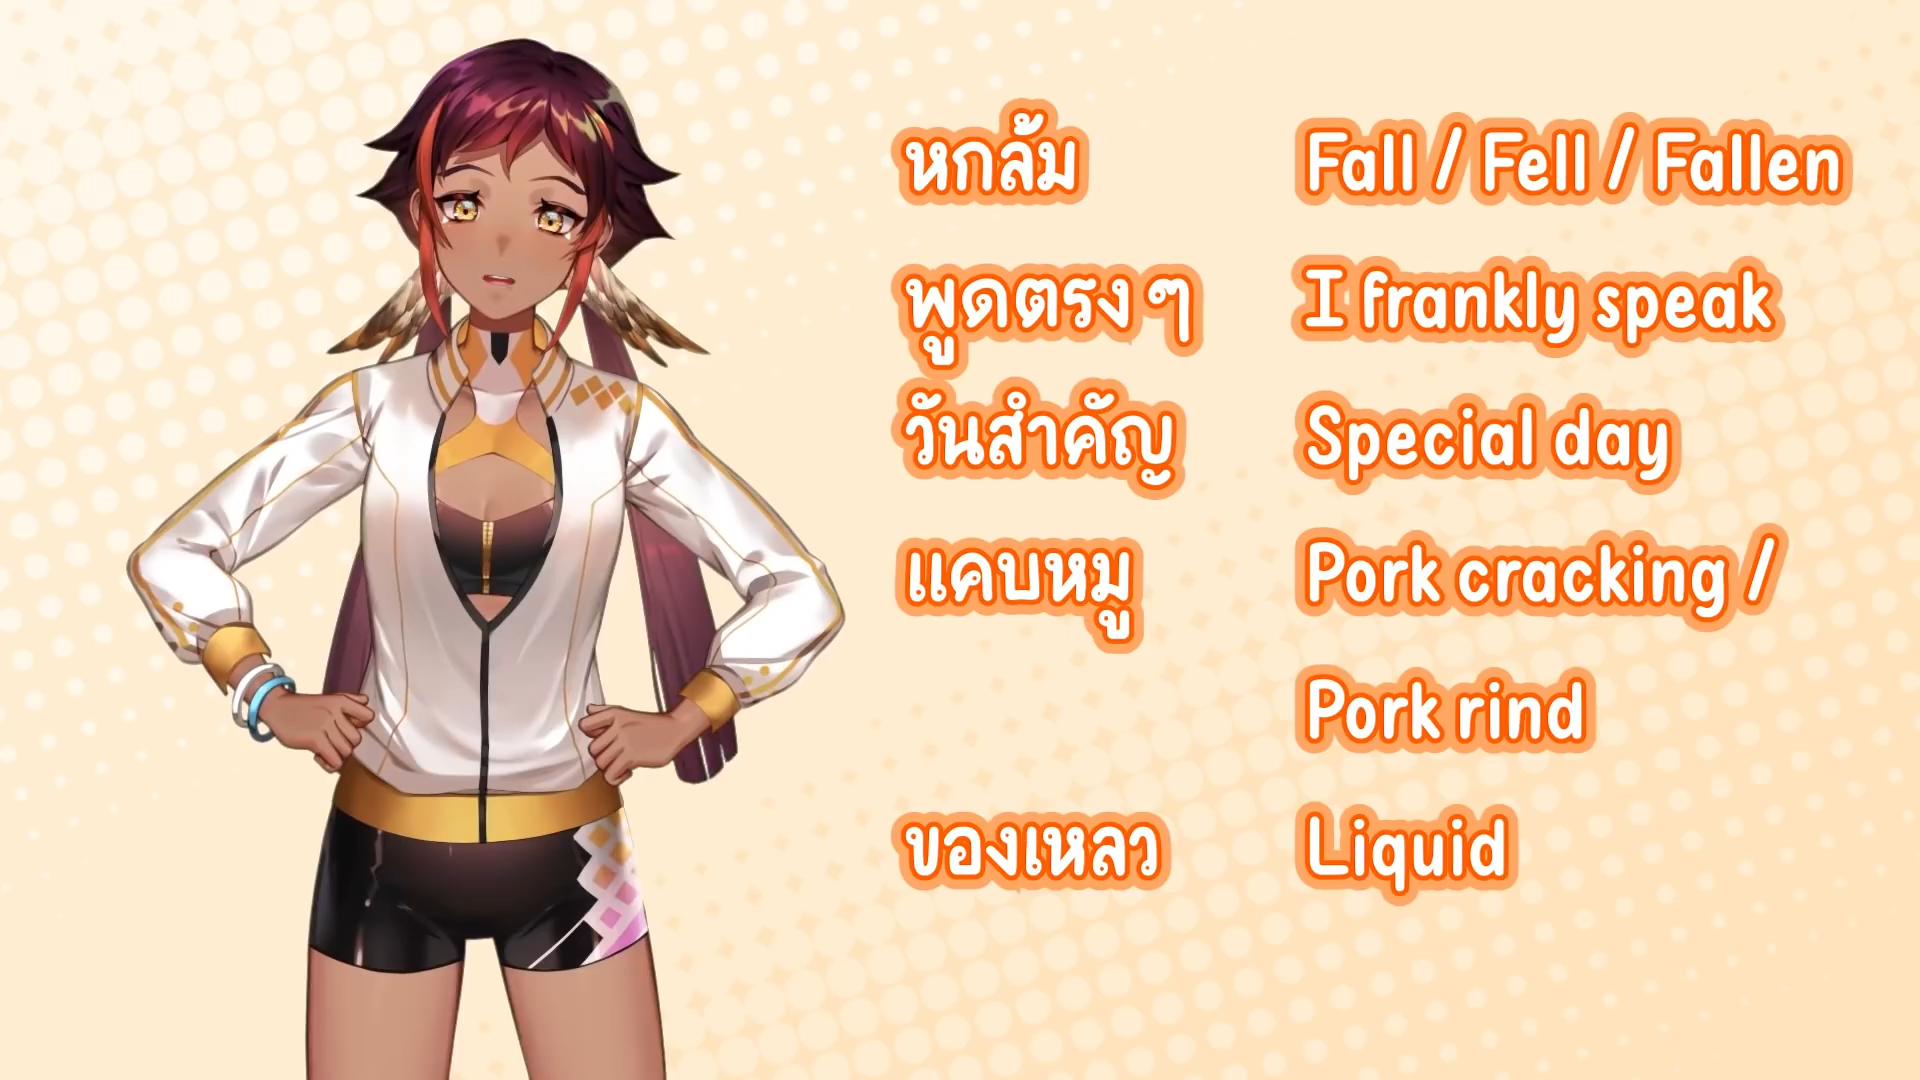 หกล้ม Fall / Fell / Fallen
พูดตรง ๆ I frankly speak
วันสำคัญ Special day
แคบหมู Pork cracking /
Pork rind
ของเหลว Liquid